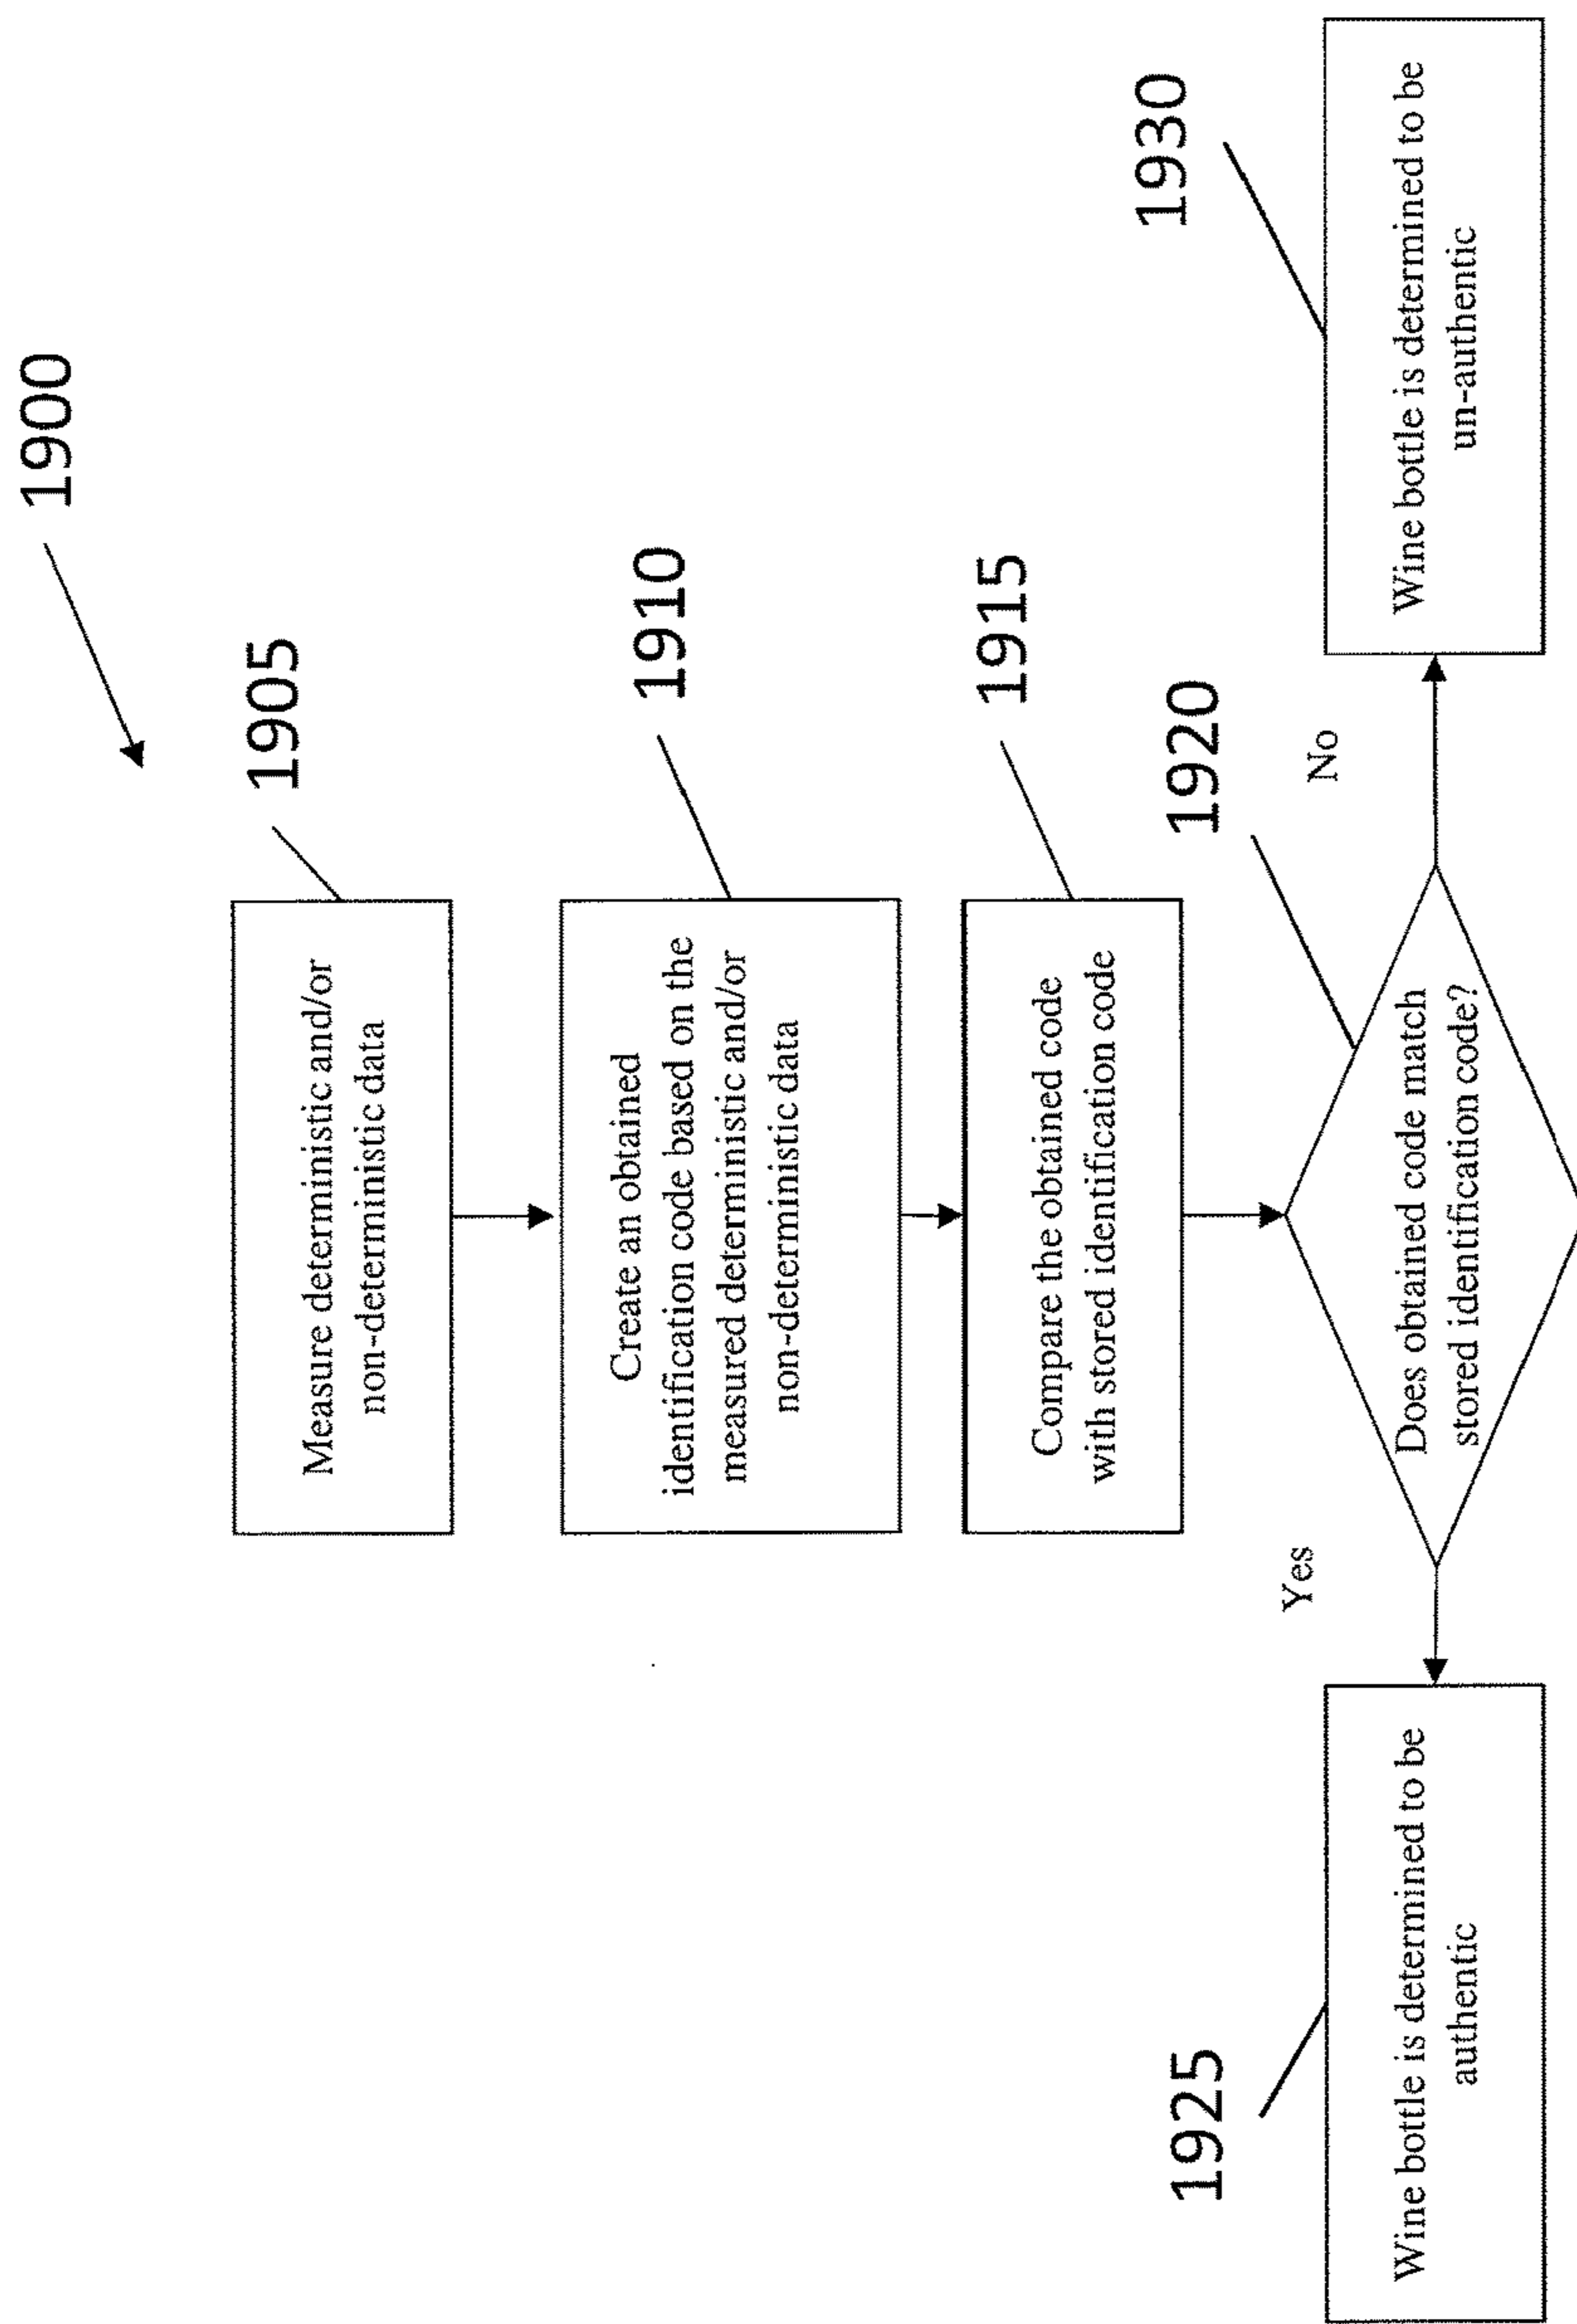 1900
1905
Measure deterministic and/or
non-deterministic data
1910
Create an obtained
identification code based on the
measured deterministic and/or
non-deterministic data
1915
Compare the obtained code
with stored identification code
1920
Does obtained code match
stored identification code?
Yes
No
1925
Wine bottle is determined to be
authentic
1930
Wine bottle is determined to be
un-authentic